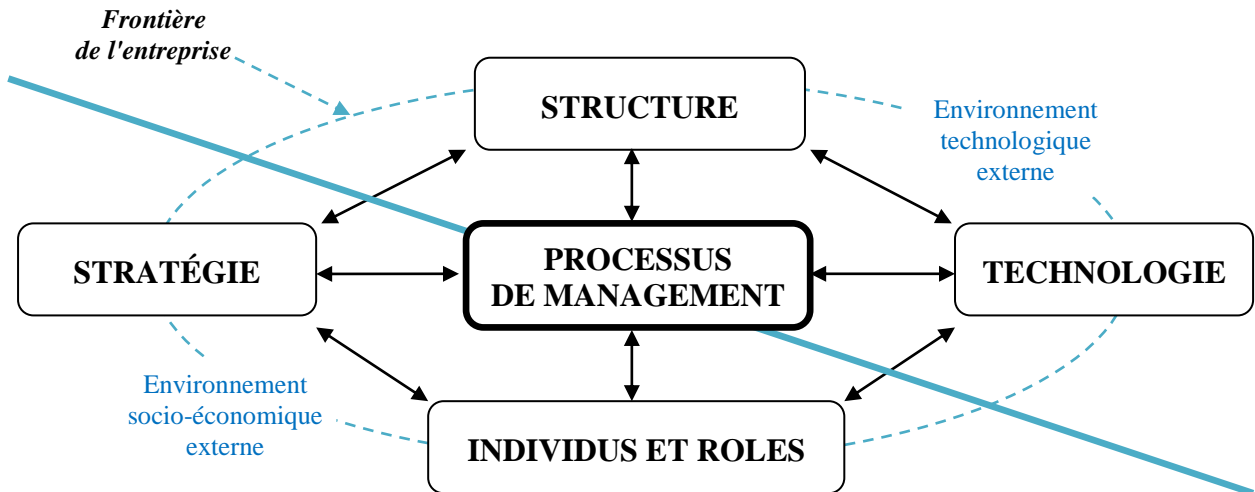 Frontière
de l'entreprise
STRUCTURE
Environnement
technologique
externe
STRATÉGIE
PROCESSUS
DE MANAGEMENT
TECHNOLOGIE
Environnement
socio-économique
externe
INDIVIDUS ET ROLES